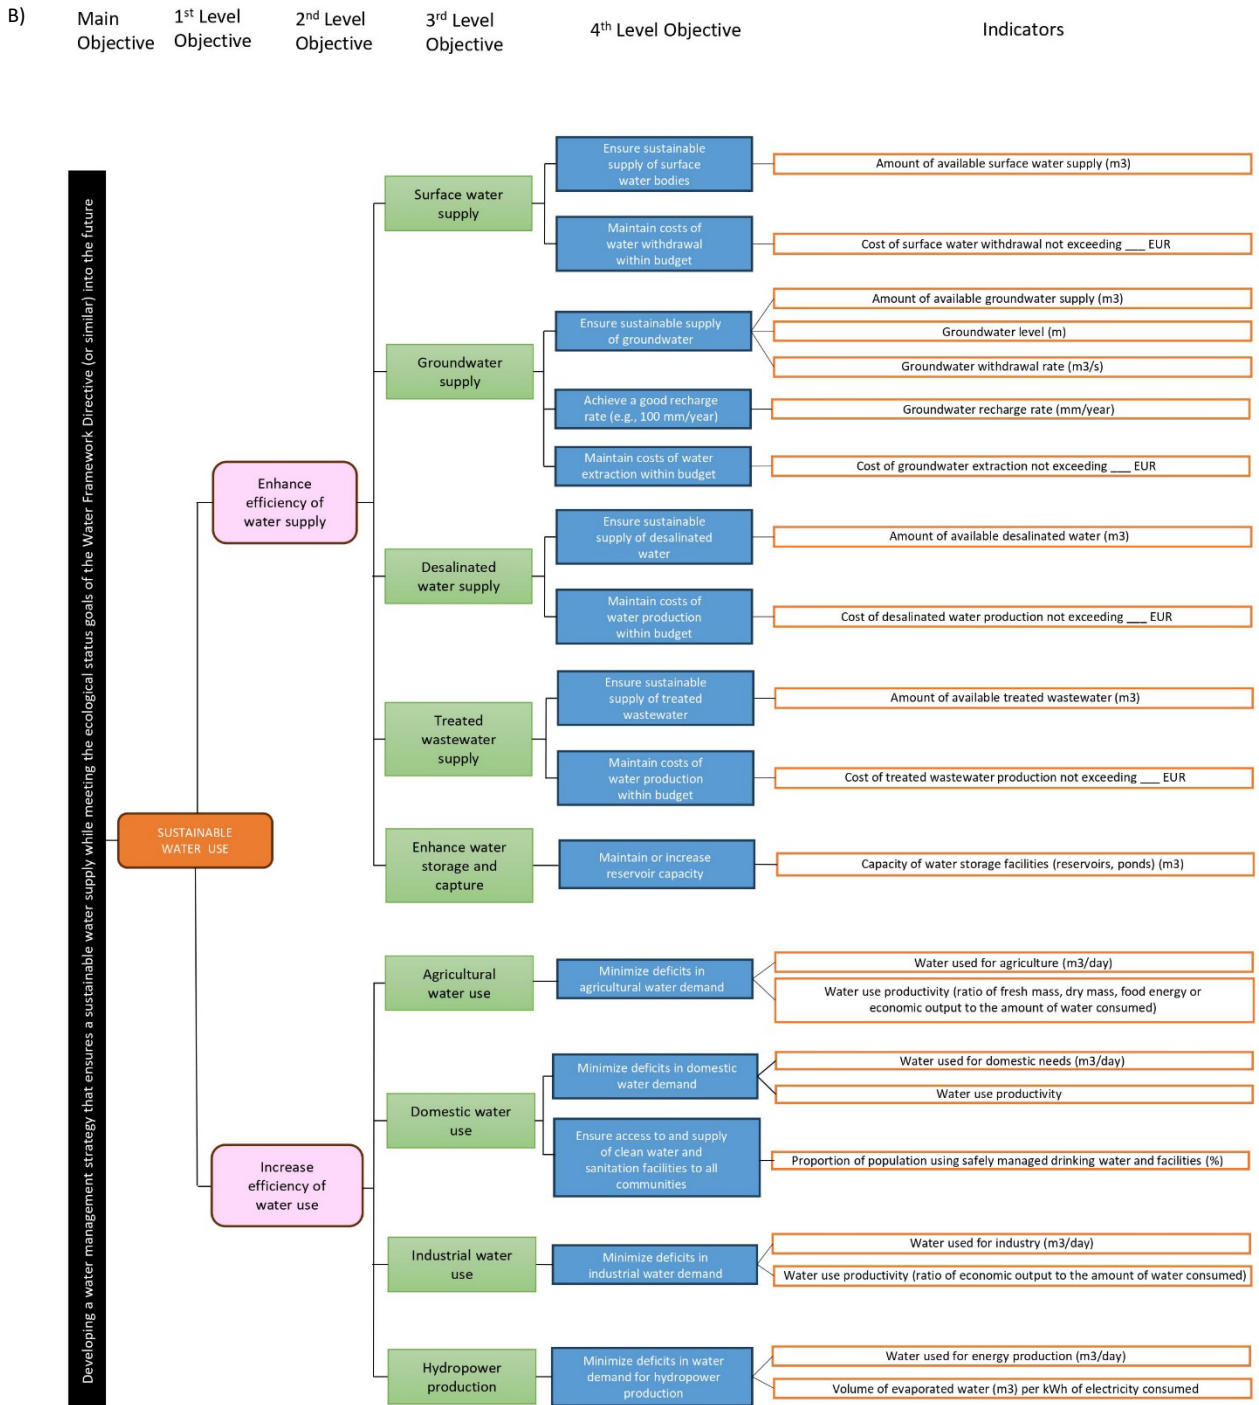 B)
Main
Objective
1st Level
Objective
2nd Level
Objective
3rd Level
Objective
4th Level Objective
Indicators
Developing a water management strategy that ensures a sustainable water supply while meeting the ecological status goals of the Water Framework Directive (or similar) into the future
SUSTAINABLE
WATER USE
Enhance
efficiency of
water supply
Surface water
supply
Ensure sustainable
supply of surface
water bodies
Amount of available surface water supply (m3)
Maintain costs of
water withdrawal
within budget
Cost of surface water withdrawal not exceeding ___ EUR
Groundwater
supply
Ensure sustainable supply
of groundwater
Amount of available groundwater supply (m3)
Groundwater level (m)
Groundwater withdrawal rate (m3/s)
Achieve a good recharge
rate (e.g., 100 mm/year)
Groundwater recharge rate (mm/year)
Maintain costs of water
extraction within budget
Cost of groundwater extraction not exceeding ___ EUR
Desalinated
water supply
Ensure sustainable
supply of desalinated
water
Amount of available desalinated water (m3)
Maintain costs of
water production
within budget
Cost of desalinated water production not exceeding ___ EUR
Treated
wastewater
supply
Ensure sustainable
supply of treated
wastewater
Amount of available treated wastewater (m3)
Maintain costs of
water production
within budget
Cost of treated wastewater production not exceeding ___ EUR
Enhance water
storage and
capture
Maintain or increase
reservoir capacity
Capacity of water storage facilities (reservoirs, ponds) (m3)
Increase
efficiency of
water use
Agricultural
water use
Minimize deficits in
agricultural water demand
Water used for agriculture (m3/day)
Water use productivity (ratio of fresh mass, dry mass, food energy or
economic output to the amount of water consumed)
Domestic water
use
Minimize deficits in domestic
water demand
Water used for domestic needs (m3/day)
Water use productivity
Ensure access to and supply
of clean water and
sanitation facilities to all
communities
Proportion of population using safely managed drinking water and facilities (%)
Industrial water
use
Minimize deficits in
industrial water demand
Water used for industry (m3/day)
Water use productivity (ratio of economic output to the amount of water consumed)
Hydropower
production
Minimize deficits in water
demand for hydropower
production
Water used for energy production (m3/day)
Volume of evaporated water (m3) per kWh of electricity consumed